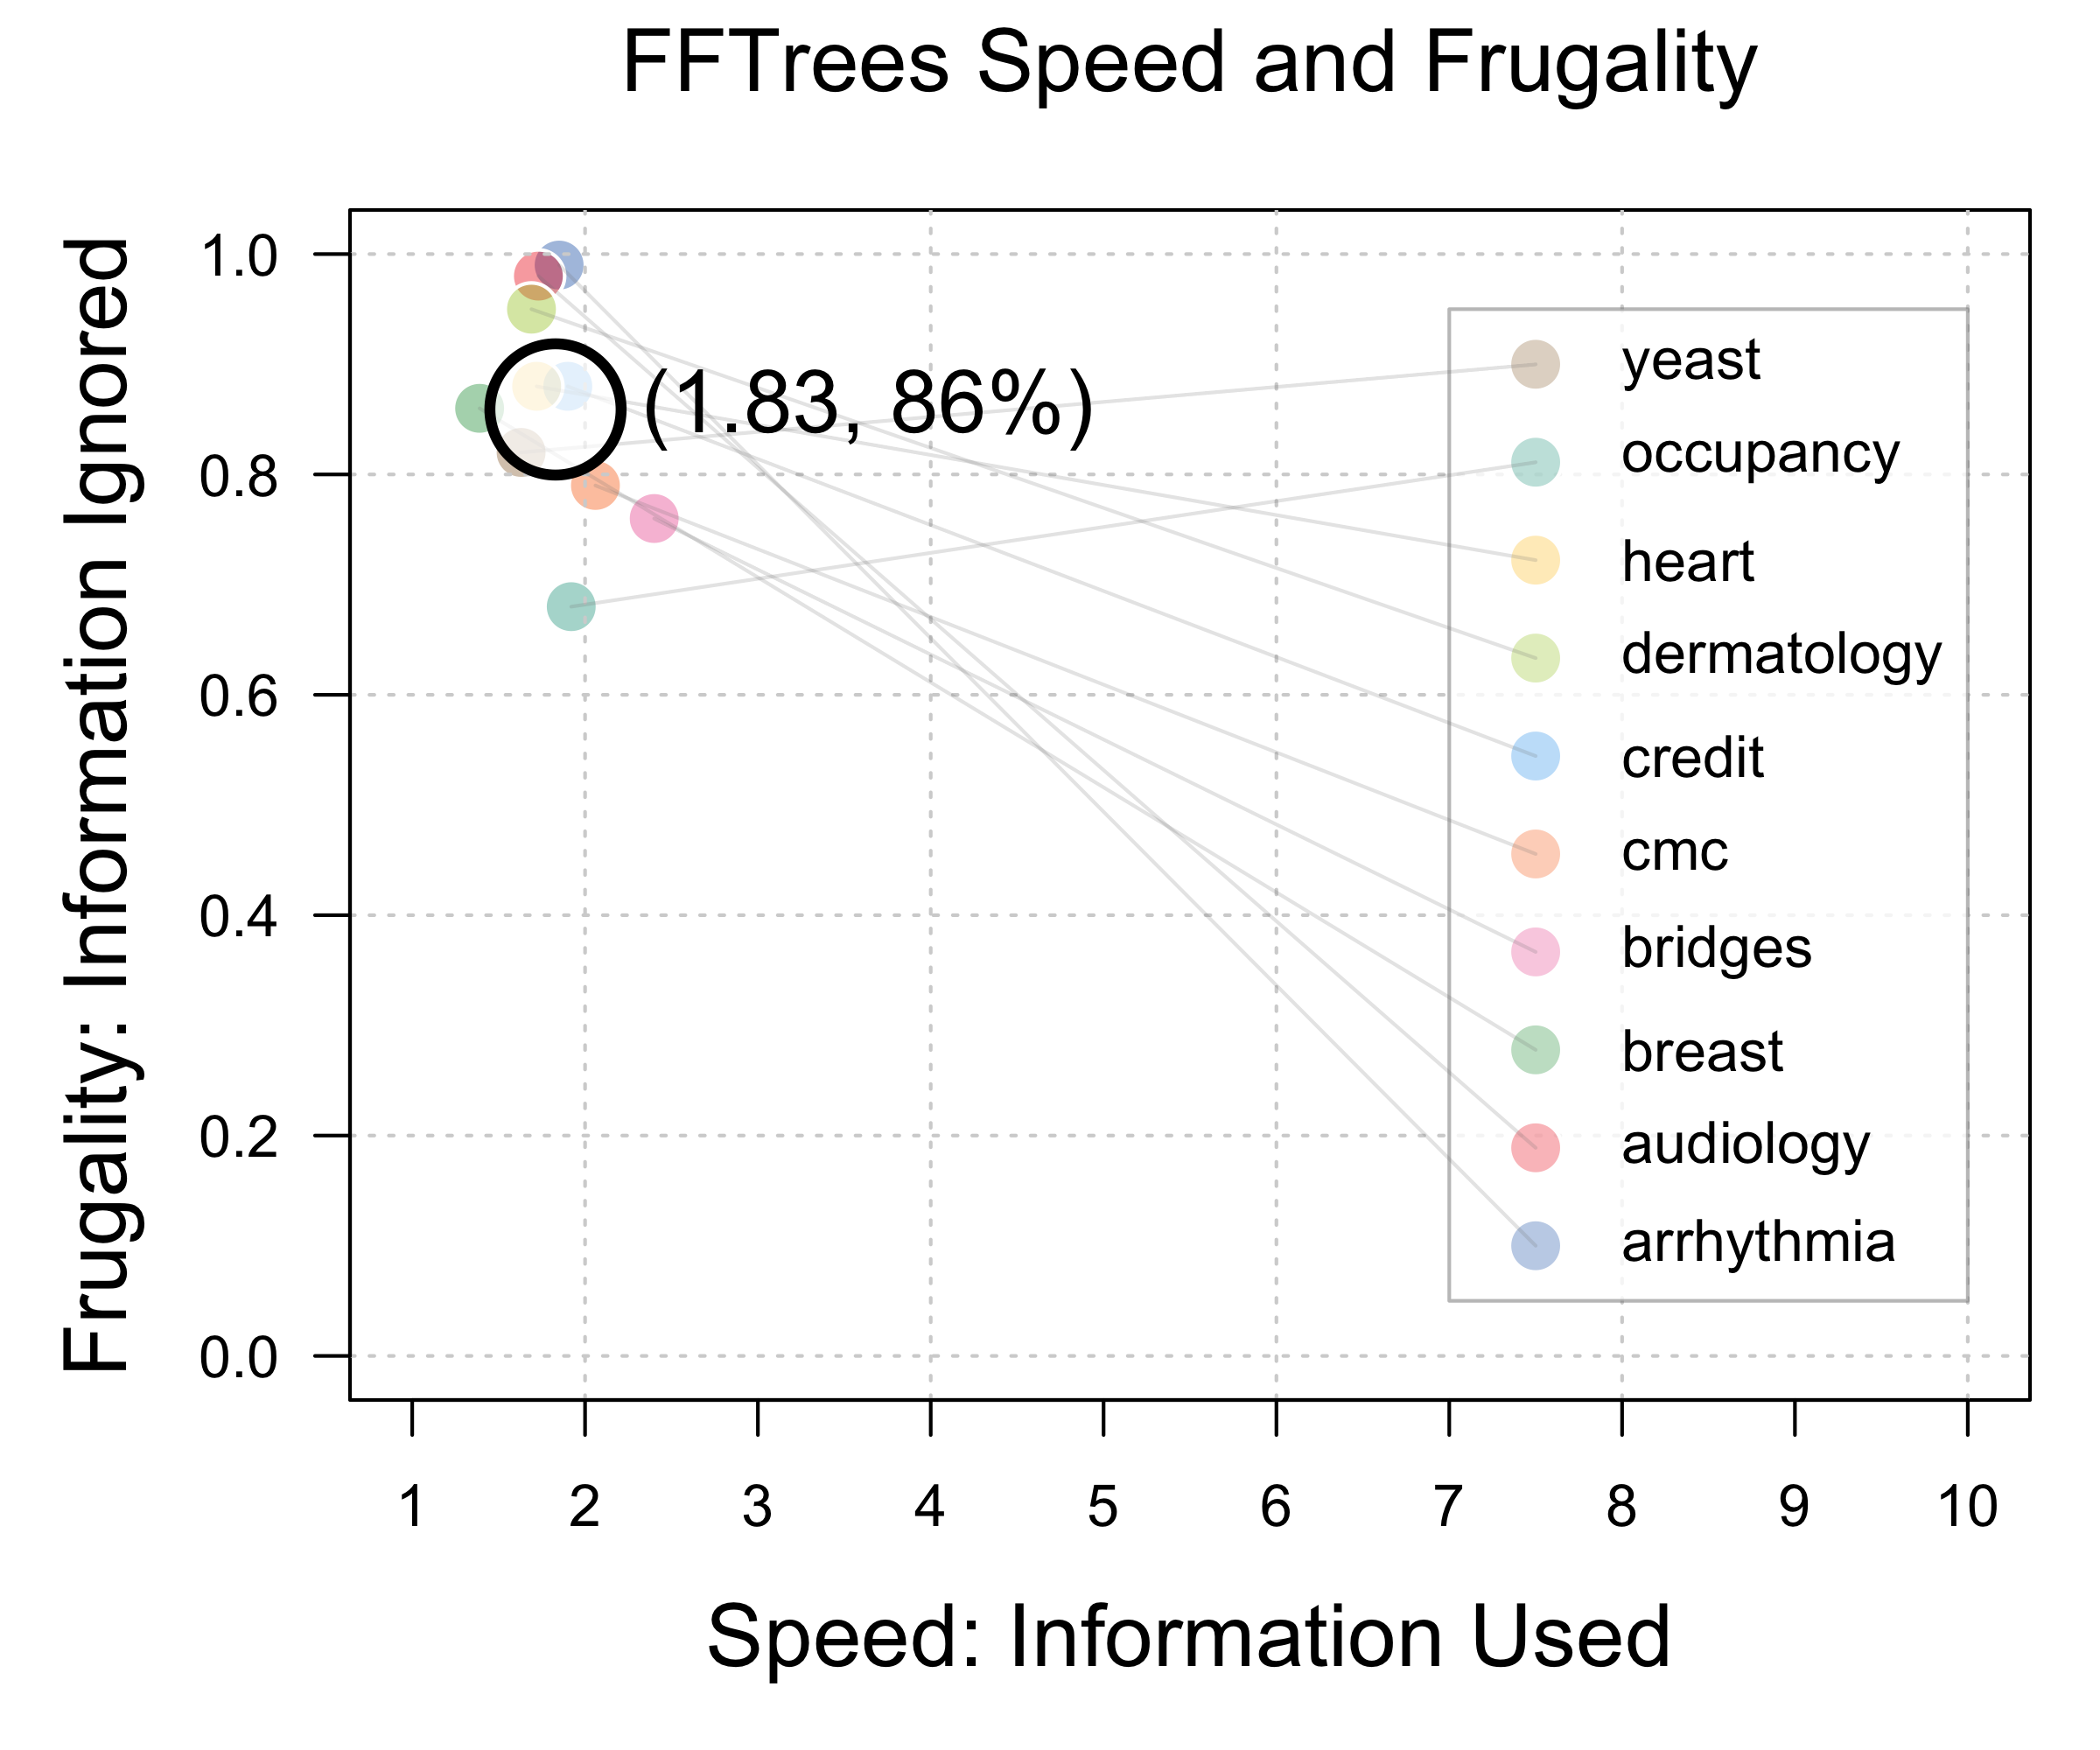 FFTrees Speed and Frugality
Frugality: Information Ignored
1.0
0.8
0.6
0.4
0.2
0.0
(1.83, 86%)
yeast
occupancy
heart
dermatology
credit
cmc
bridges
breast
audiology
arrhythmia
1 2 3 4 5 6 7 8 9 10
Speed: Information Used